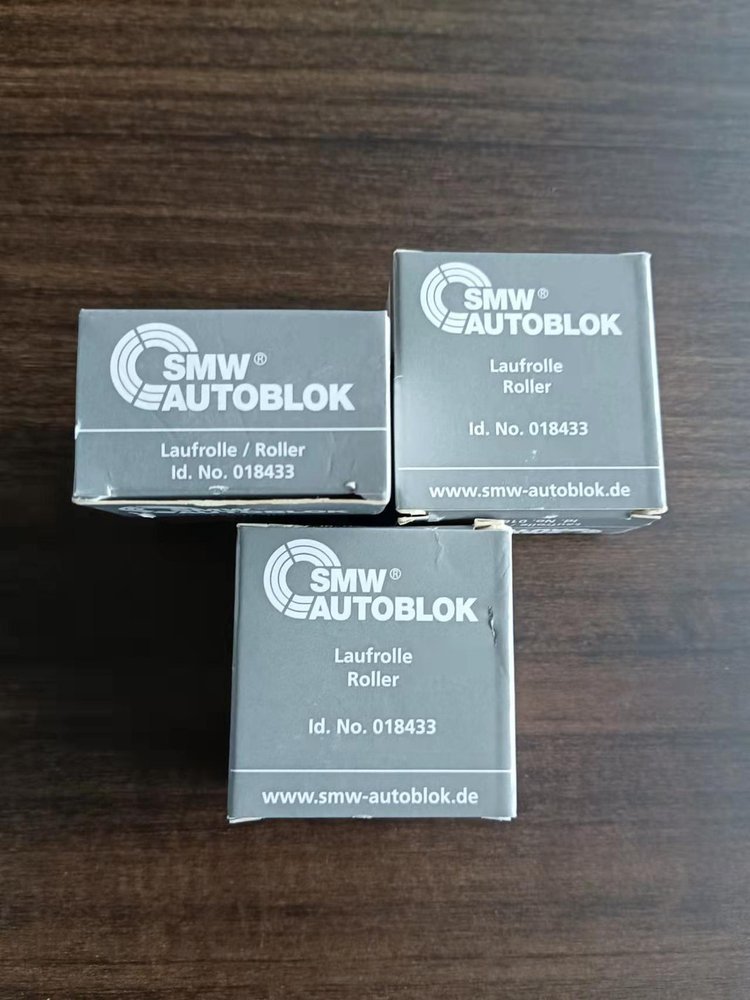 SMW®
AUTOBLOK
Laufrolle / Roller
Id. No. 018433
SMW®
AUTOBLOK
Laufrolle
Roller
Id. No. 018433
www.smw-autoblok.de
SMW®
AUTOBLOK
Laufrolle
Roller
Id. No. 018433
www.smw-autoblok.de